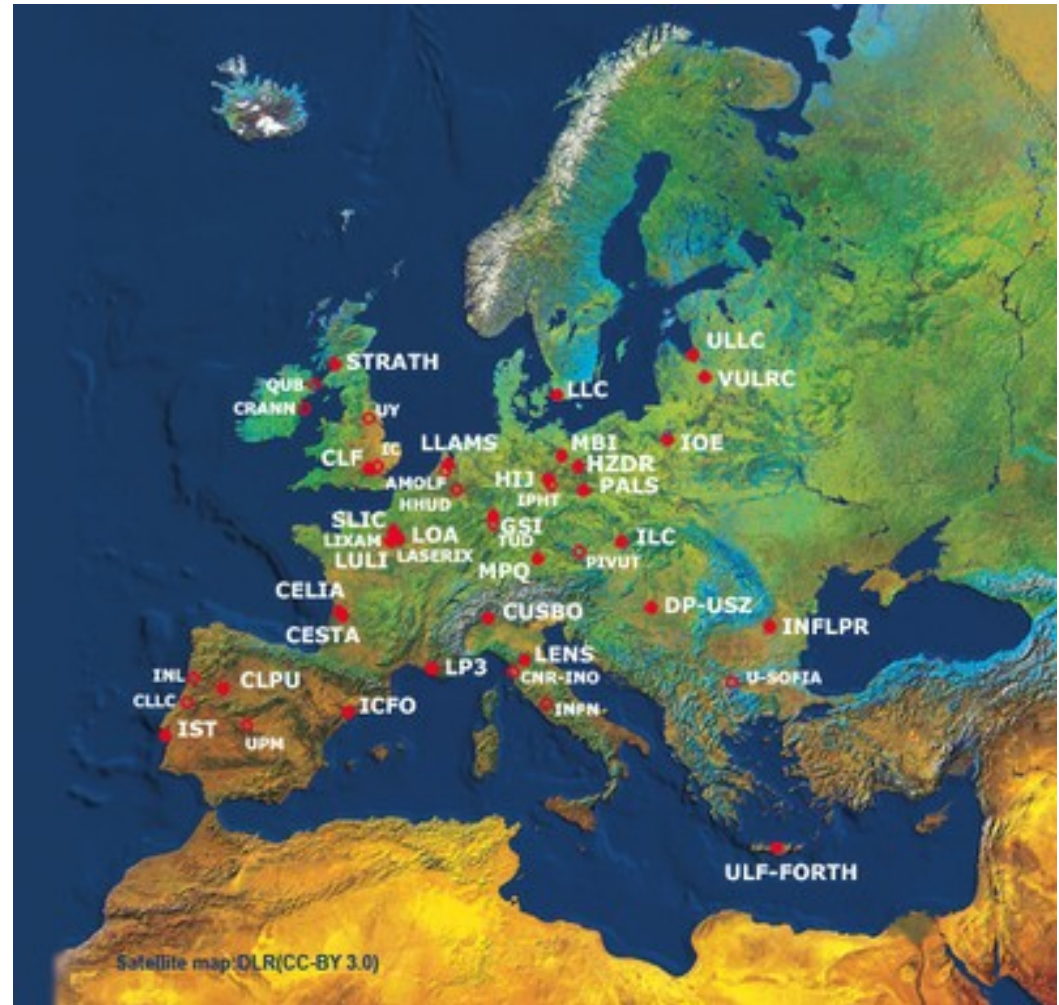 ULLC
STRATH
VULRC
QUB
LLC
CRANN
UY
LLAMS
MBI
IOE
IC
CLF
HZDR
AMOLF
HIJ
PALS
HHUD
IPHT
SLIC
GSI
LIXAM
LOA
TUD
ILC
LULI
LASERIX
PIVUT
MPQ
CELIA
DP-USZ
CUSBO
INFLPR
CESTA
LENS
LP3
CNR-INO
INL
CLPU
U-SOFIA
CLLC
ICFO
INFN
IST
UPM
ULF-FORTH
Satellite map:DLR(CC-BY 3.0)